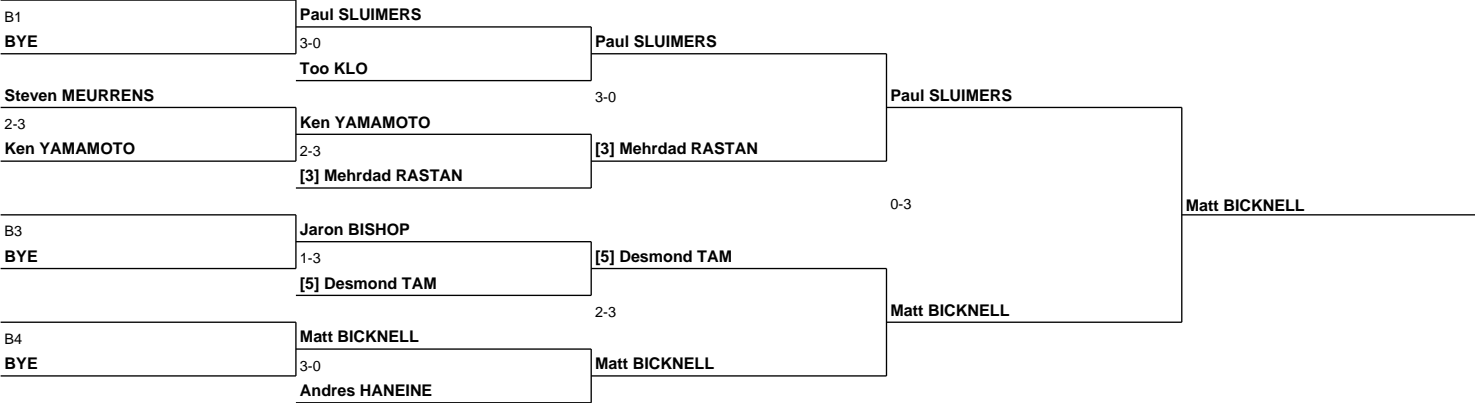 B1
BYE
Steven MEURRENS
2-3
Ken YAMAMOTO
B3
BYE
B4
BYE
Paul SLUIMERS
3-0
Too KLO
Ken YAMAMOTO
2-3
[3] Mehrdad RASTAN
Jaron BISHOP
1-3
[5] Desmond TAM
Matt BICKNELL
3-0
Andres HANEINE
Paul SLUIMERS
3-0
[3] Mehrdad RASTAN
[5] Desmond TAM
2-3
Matt BICKNELL
Paul SLUIMERS
0-3
Matt BICKNELL
Matt BICKNELL